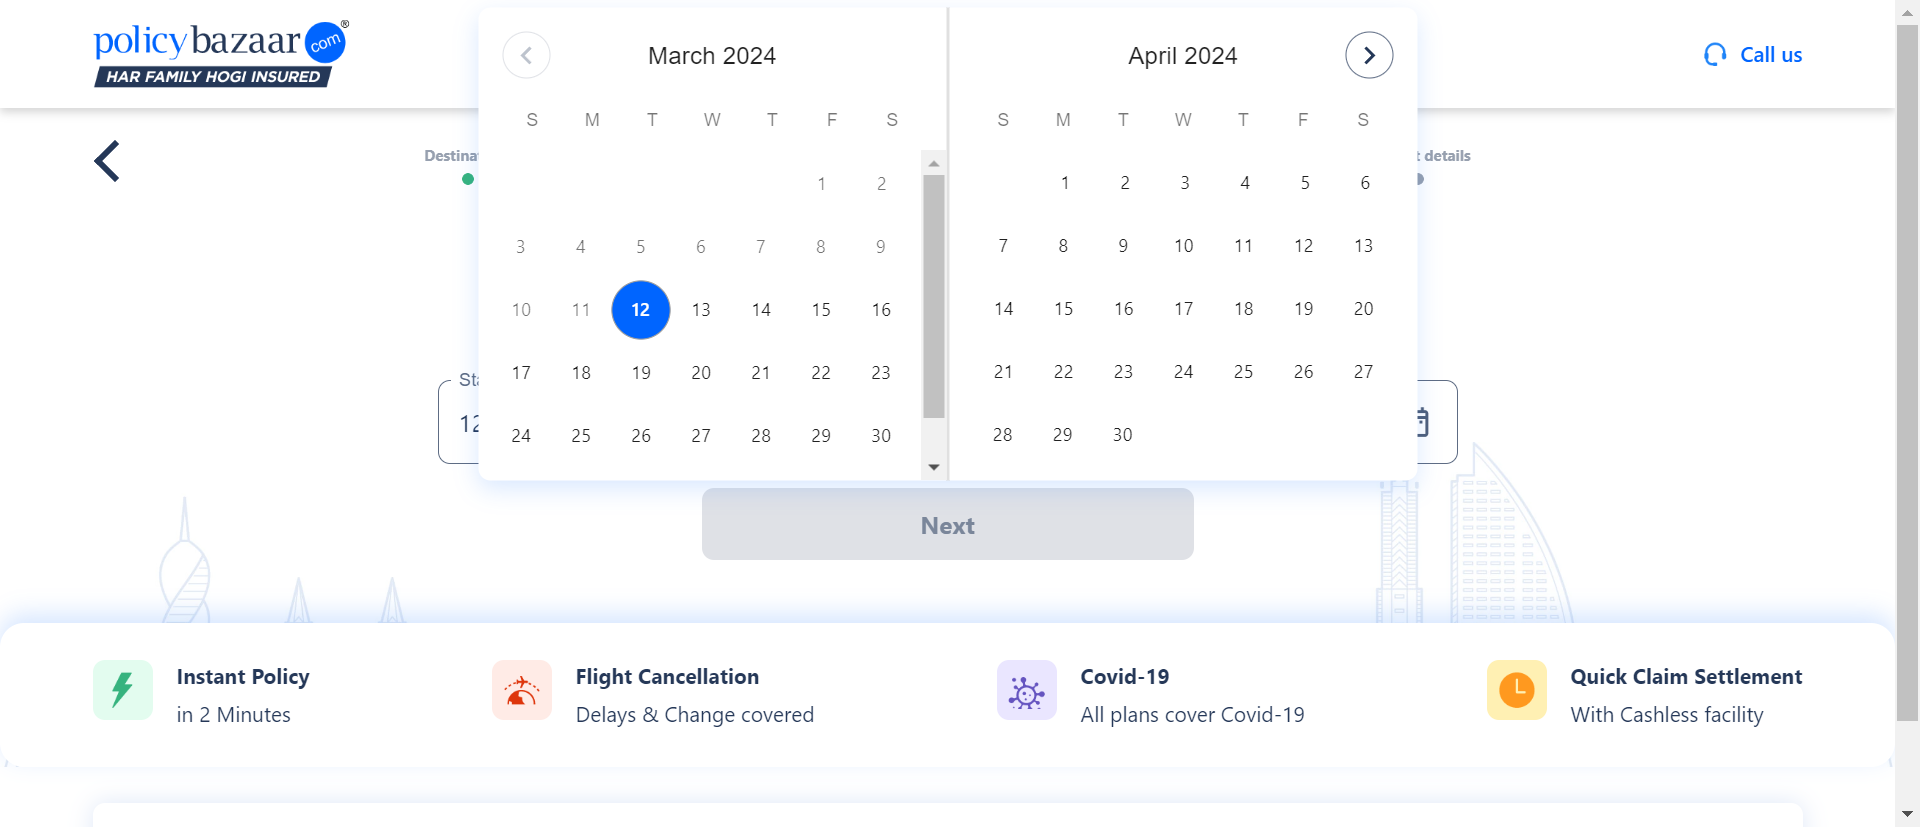 policybazaar.com®
HAR FAMILY HOGI INSURED
Call us
March 2024
April 2024
S M T W T F S
S M T W T F S
1 2
3 4 5 6 7 8 9
10 11 12 13 14 15 16
17 18 19 20 21 22 23
24 25 26 27 28 29 30
1 2 3 4 5 6
7 8 9 10 11 12 13
14 15 16 17 18 19 20
21 22 23 24 25 26 27
28 29 30
details
12
Next
Instant Policy
in 2 Minutes
Flight Cancellation
Delays & Change covered
Covid-19
All plans cover Covid-19
Quick Claim Settlement
With Cashless facility